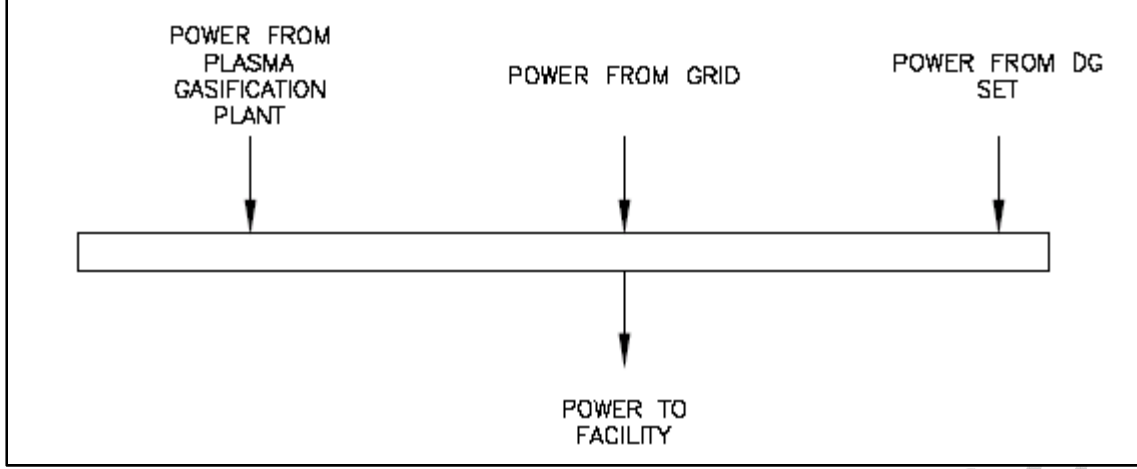 POWER FROM
PLASMA
GASIFICATION
PLANT
POWER FROM GRID
POWER FROM DG
SET
POWER TO
FACILITY